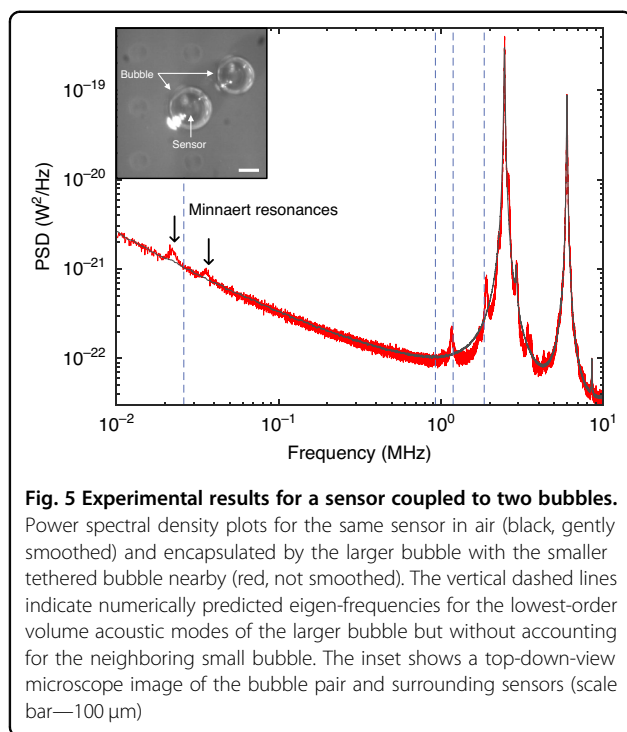 Bubble
Sensor
Minnaert resonances
PSD (W²/Hz)
10⁻¹⁹
10⁻²⁰
10⁻²¹
10⁻²²
10⁻²
10⁻¹
10⁰
10¹
Frequency (MHz)
Fig. 5 Experimental results for a sensor coupled to two bubbles.
Power spectral density plots for the same sensor in air (black, gently
smoothed) and encapsulated by the larger bubble with the smaller
tethered bubble nearby (red, not smoothed). The vertical dashed lines
indicate numerically predicted eigen-frequencies for the lowest-order
volume acoustic modes of the larger bubble but without accounting
for the neighboring small bubble. The inset shows a top-down-view
microscope image of the bubble pair and surrounding sensors (scale
bar—100 μm)